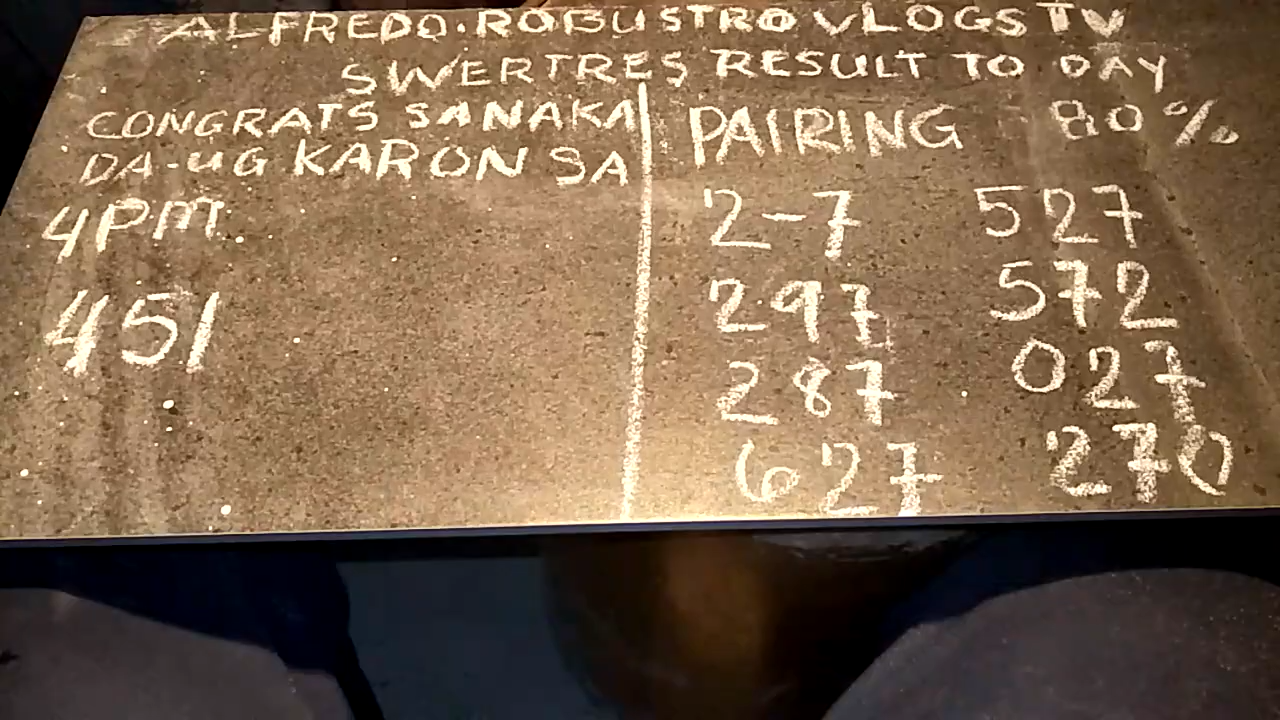 ALFREDO.ROBUSTRO VLOGS TV
SWERTRES RESULT TO DAY
CONGRATS SANAKA
DA-UG KARON SA
4PM
451
PAIRING 80%
2-7 527
297 572
287 027
627 270